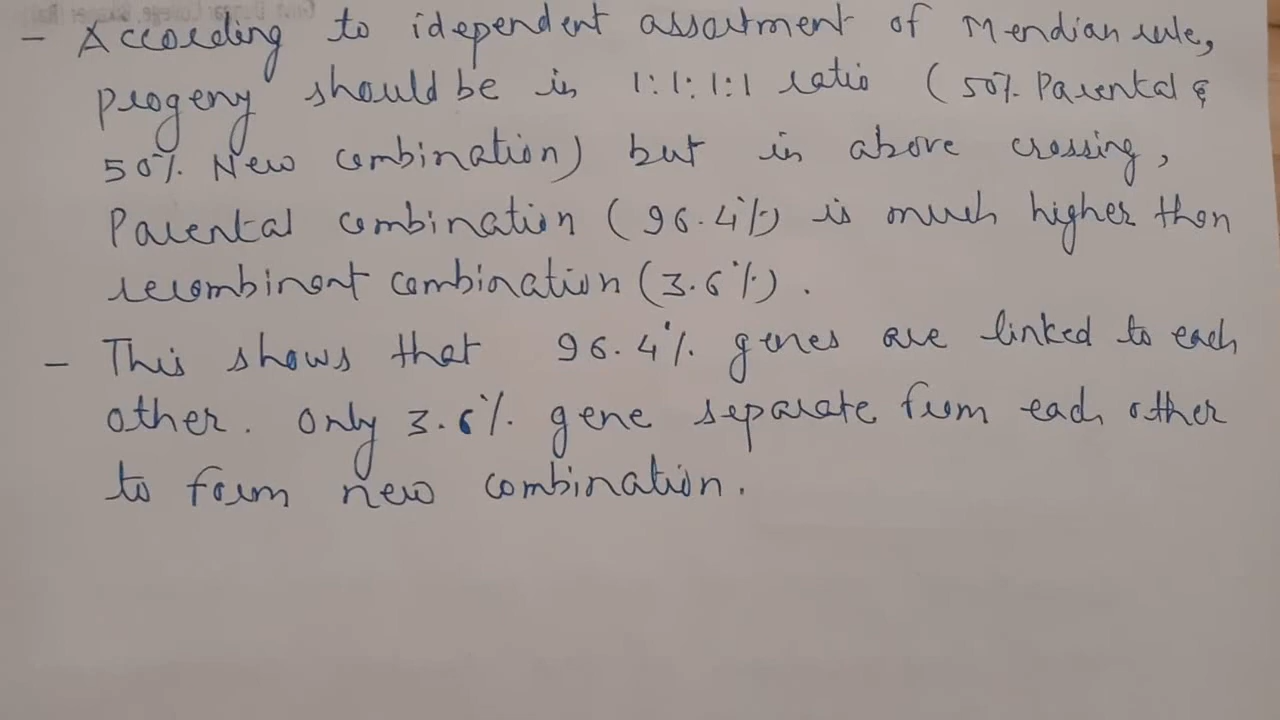 - According to idependent assortment of Mendian rule,
progeny should be in 1:1:1:1 ratio (50% Parental &
50% New combination) but in above crossing,
Parental combination (96.4%) is much higher then
recombinent combination (3.6%).
- This shows that 96.4% genes are linked to each
other. only 3.6% gene separate from each other
to form new combination.